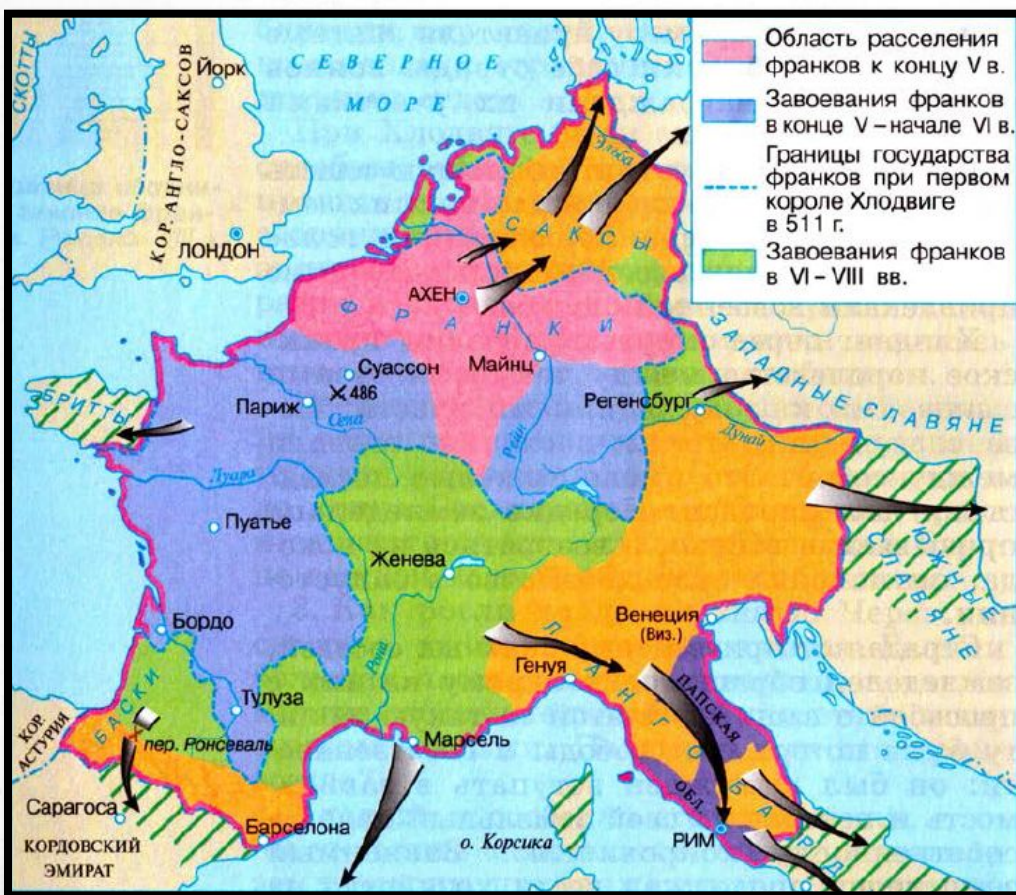 СКОТТЫ
Йорк
КОР. АНГЛО-САКСОВ
ЛОНДОН
СЕВЕРНОЕ
МОРЕ
Эльба
САКСЫ
АХЕН
ФРАНКИ
Майнц
Суассон
486
Париж
Сена
Рейн
Регенсбург
Дунай
ЗАПАДНЫЕ СЛАВЯНЕ
БРИТТЫ
Луара
Пуатье
Женева
ЮЖНЫЕ
СЛАВЯНЕ
Бордо
Рона
Венеция
(Виз.)
Генуя
ЛАНГОБАРДЫ
ПАПСКАЯ
ОБЛ.
Тулуза
БАСКИ
пер. Ронсеваль
Марсель
КОР.
АСТУРИЯ
Сарагоса
Барселона
КОРДОВСКИЙ
ЭМИРАТ
о. Корсика
РИМ
Область расселения
франков к концу V в.
Завоевания франков
в конце V – начале VI в.
Границы государства
франков при первом
короле Хлодвиге
в 511 г.
Завоевания франков
в VI – VIII вв.